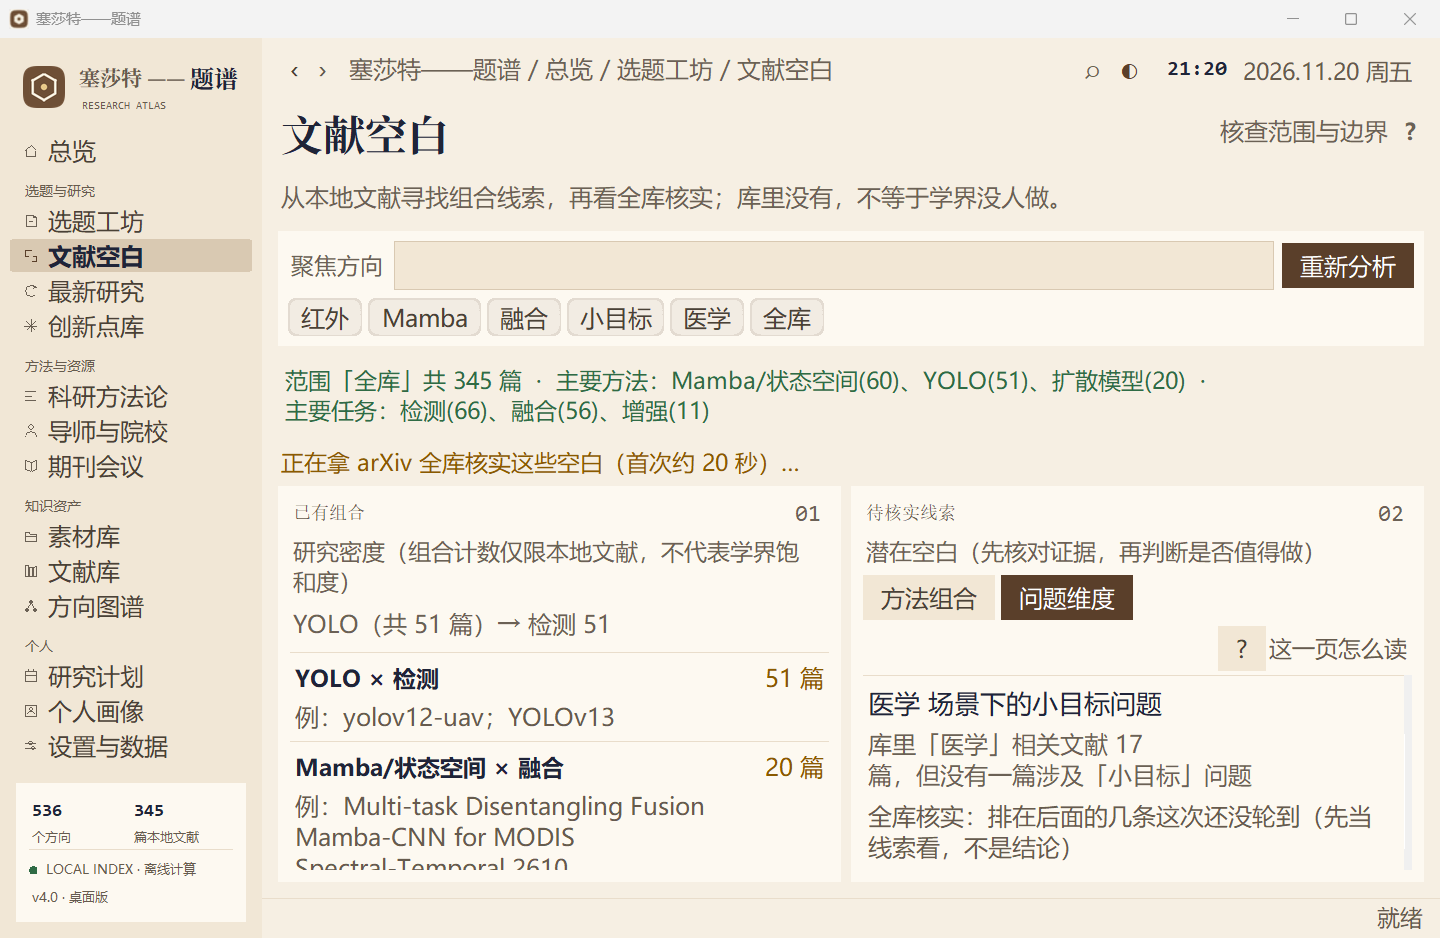 塞莎特——题谱
塞莎特 —— 题谱
RESEARCH ATLAS
总览
选题与研究
选题工坊
文献空白
最新研究
创新点库
方法与资源
科研方法论
导师与院校
期刊会议
知识资产
素材库
文献库
方向图谱
个人
研究计划
个人画像
设置与数据
536
345
个方向
篇本地文献
LOCAL INDEX · 离线计算
v4.0 · 桌面版
‹ › 塞莎特——题谱 / 总览 / 选题工坊 / 文献空白
21:20 2026.11.20 周五
文献空白
核查范围与边界 ?
从本地文献寻找组合线索，再看全库核实；库里没有，不等于学界没人做。
聚焦方向
重新分析
红外 Mamba 融合 小目标 医学 全库
范围「全库」共 345 篇 · 主要方法：Mamba/状态空间(60)、YOLO(51)、扩散模型(20) ·
主要任务：检测(66)、融合(56)、增强(11)
正在拿 arXiv 全库核实这些空白（首次约 20 秒）…
已有组合 01
研究密度（组合计数仅限本地文献，不代表学界饱
和度）
YOLO（共 51 篇）→ 检测 51
YOLO × 检测 51 篇
例：yolov12-uav；YOLOv13
Mamba/状态空间 × 融合 20 篇
例：Multi-task Disentangling Fusion
Mamba-CNN for MODIS
Spectral-Temporal 2610
待核实线索 02
潜在空白（先核对证据，再判断是否值得做）
方法组合 问题维度
? 这一页怎么读
医学 场景下的小目标问题
库里「医学」相关文献 17
篇，但没有一篇涉及「小目标」问题
全库核实：排在后面的几条这次还没轮到（先当
线索看，不是结论）
就绪